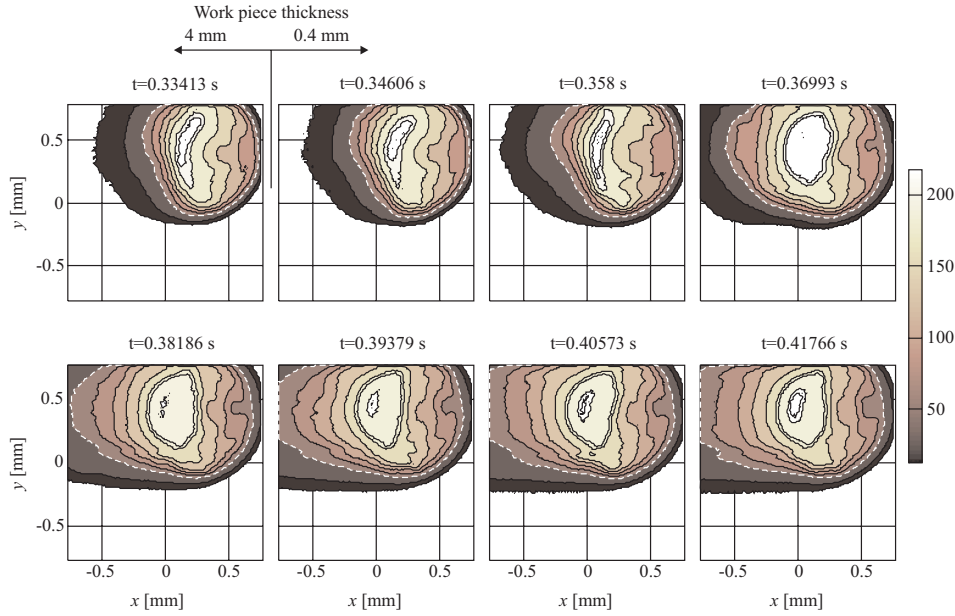 Work piece thickness
4 mm 0.4 mm
t=0.33413 s t=0.34606 s t=0.358 s t=0.36993 s
0.5
0
-0.5
y [mm]
200
150
100
50
t=0.38186 s t=0.39379 s t=0.40573 s t=0.41766 s
0.5
0
-0.5
y [mm]
-0.5 0 0.5 -0.5 0 0.5 -0.5 0 0.5 -0.5 0 0.5
x [mm] x [mm] x [mm] x [mm]